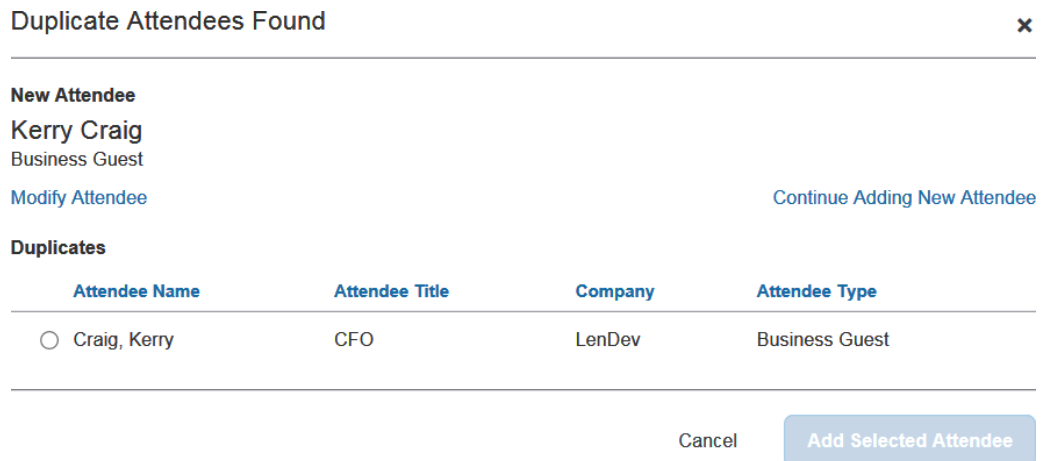 Duplicate Attendees Found ×
New Attendee
Kerry Craig
Business Guest
Modify Attendee Continue Adding New Attendee
Duplicates
Attendee Name Attendee Title Company Attendee Type
Craig, Kerry CFO LenDev Business Guest
Cancel Add Selected Attendee